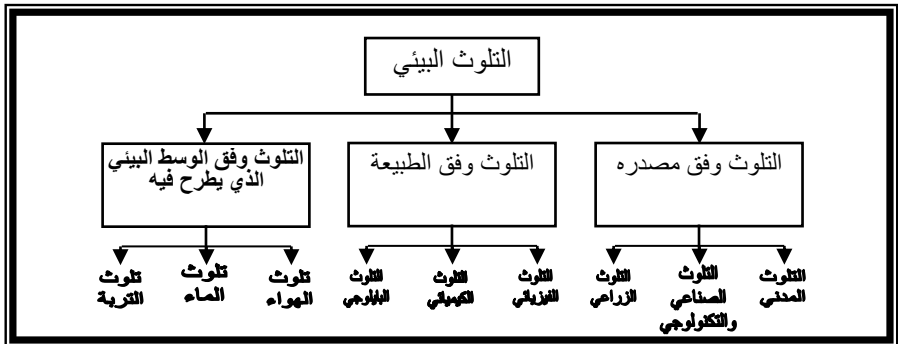 التلوث البيئي
التلوث وفق مصدره
التلوث وفق الطبيعة
التلوث وفق الوسط البيئي
الذي يطرح فيه
التلوث
المدني
التلوث
الصناعي
والتكنولوجي
التلوث
الزراعي
التلوث
الفيزيائي
التلوث
الكيميائي
التلوث
البايلوجي
تلوث
الهواء
تلوث
الماء
تلوث
التربة